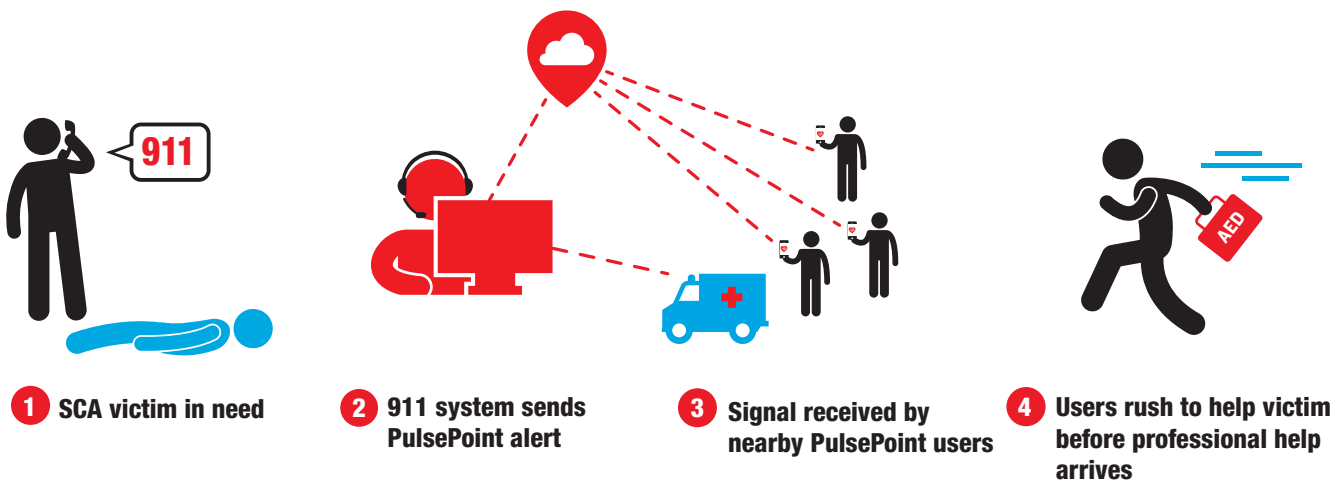 911
AED
1 SCA victim in need
2 911 system sends
PulsePoint alert
3 Signal received by
nearby PulsePoint users
4 Users rush to help victim
before professional help
arrives